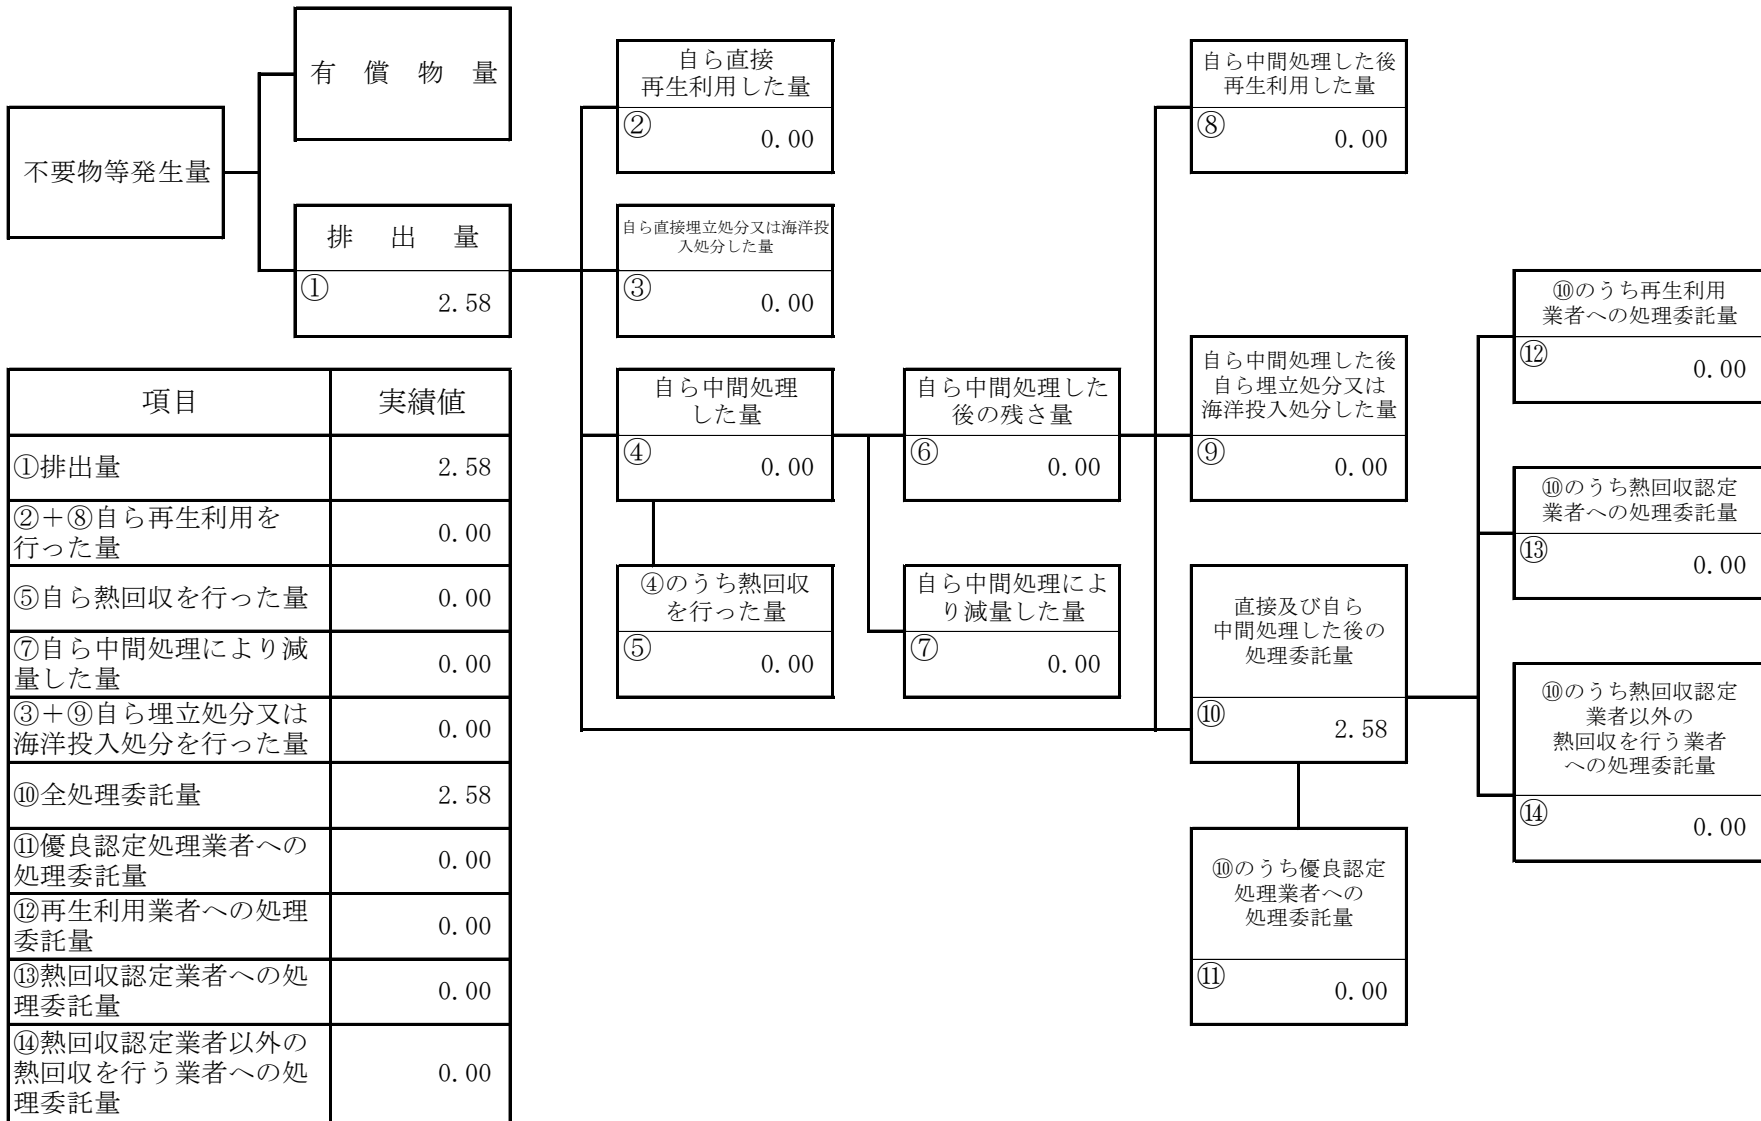 不要物等発生量
有償物量
排出量
①
2.58
自ら直接
再生利用した量
②
0.00
自ら直接埋立処分又は海洋投
入処分した量
③
0.00
自ら中間処理
した量
④
0.00
④のうち熱回収
を行った量
⑤
0.00
自ら中間処理した
後の残さ量
⑥
0.00
自ら中間処理によ
り減量した量
⑦
0.00
自ら中間処理した後
再生利用した量
⑧
0.00
自ら中間処理した後
自ら埋立処分又は
海洋投入処分した量
⑨
0.00
直接及び自ら
中間処理した後の
処理委託量
⑩
2.58
⑩のうち優良認定
処理業者への
処理委託量
⑪
0.00
⑩のうち再生利用
業者への処理委託量
⑫
0.00
⑩のうち熱回収認定
業者への処理委託量
⑬
0.00
⑩のうち熱回収認定
業者以外の
熱回収を行う業者
への処理委託量
⑭
0.00
項目 実績値
①排出量 2.58
②＋⑧自ら再生利用を
行った量 0.00
⑤自ら熱回収を行った量 0.00
⑦自ら中間処理により減
量した量 0.00
③＋⑨自ら埋立処分又は
海洋投入処分を行った量 0.00
⑩全処理委託量 2.58
⑪優良認定処理業者への
処理委託量 0.00
⑫再生利用業者への処理
委託量 0.00
⑬熱回収認定業者への処
理委託量 0.00
⑭熱回収認定業者以外の
熱回収を行う業者への処
理委託量 0.00